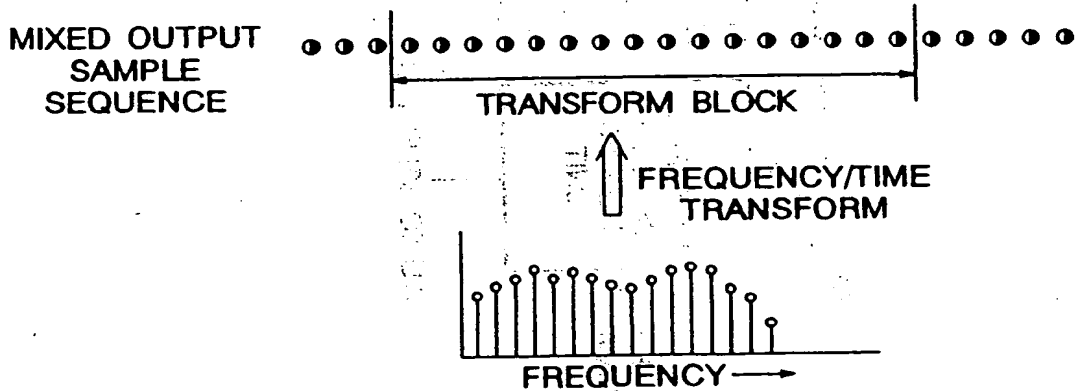 MIXED OUTPUT
SAMPLE
SEQUENCE
TRANSFORM BLOCK
FREQUENCY/TIME
TRANSFORM
FREQUENCY